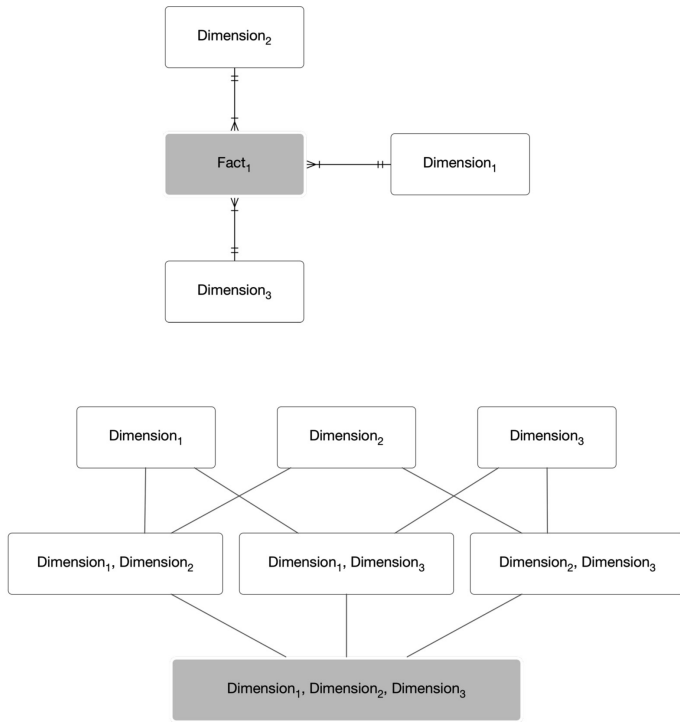 Dimension₂
Fact₁
Dimension₁
Dimension₃
Dimension₁
Dimension₂
Dimension₃
Dimension₁, Dimension₂
Dimension₁, Dimension₃
Dimension₂, Dimension₃
Dimension₁, Dimension₂, Dimension₃